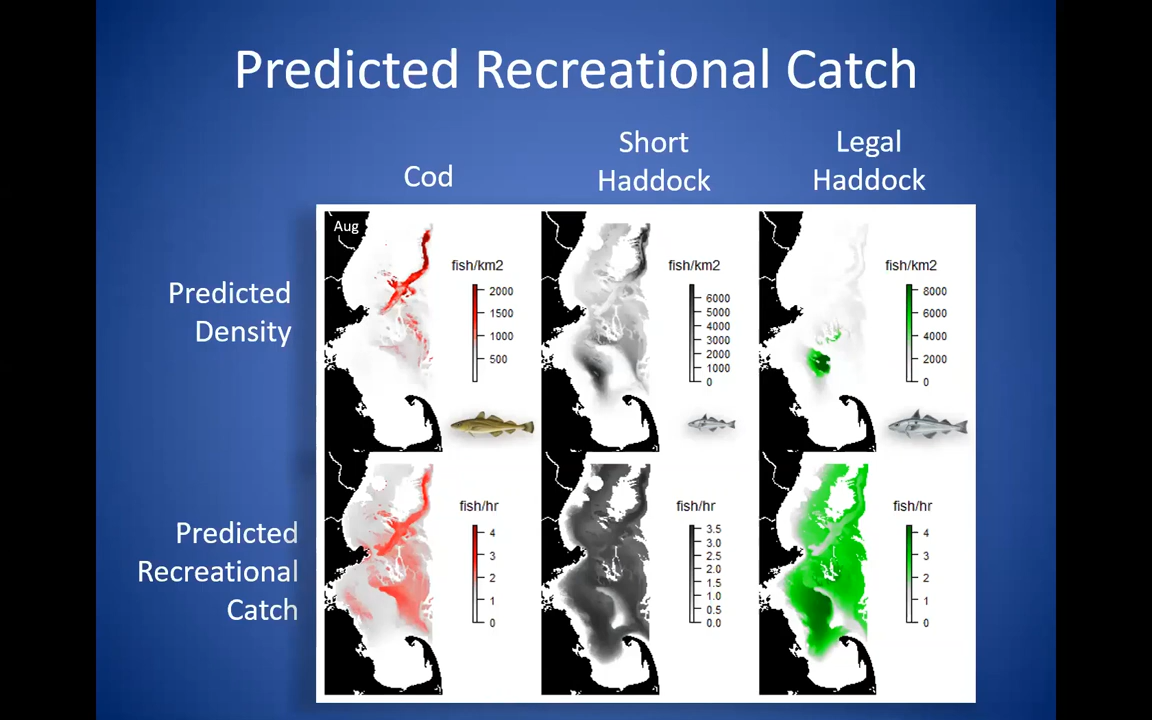 Predicted Recreational Catch
Cod
Short
Haddock
Legal
Haddock
Predicted
Density
Aug
fish/km2
2000
1500
1000
500
fish/km2
6000
5000
4000
3000
2000
1000
0
fish/km2
8000
6000
4000
2000
0
Predicted
Recreational
Catch
fish/hr
4
3
2
1
0
fish/hr
3.5
3.0
2.5
2.0
1.5
1.0
0.5
0.0
fish/hr
4
3
2
1
0